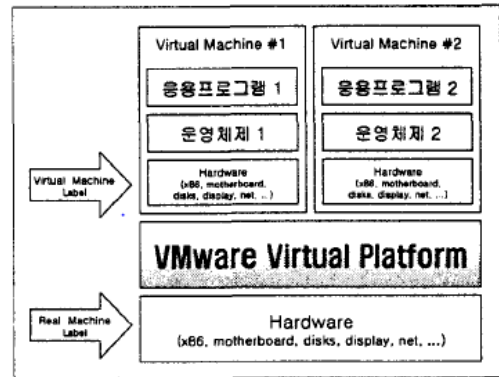 Virtual Machine #1
응용프로그램 1
운영체제 1
Hardware
(x86, motherboard,
disks, display, net, ...)
Virtual Machine #2
응용프로그램 2
운영체제 2
Hardware
(x86, motherboard,
disks, display, net, ...)
Virtual Machine
Label
VMware Virtual Platform
Real Machine
Label
Hardware
(x86, motherboard, disks, display, net, ...)